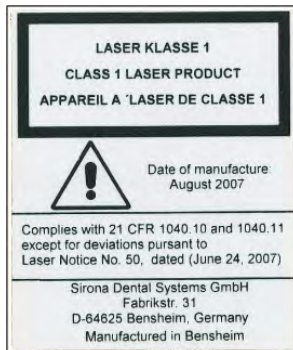 LASER KLASSE 1
CLASS 1 LASER PRODUCT
APPAREIL A ´LASER DE CLASSE 1
Date of manufacture:
August 2007
Complies with 21 CFR 1040.10 and 1040.11
except for deviations pursuant to
Laser Notice No. 50, dated (June 24, 2007)
Sirona Dental Systems GmbH
Fabrikstr. 31
D-64625 Bensheim, Germany
Manufactured in Bensheim